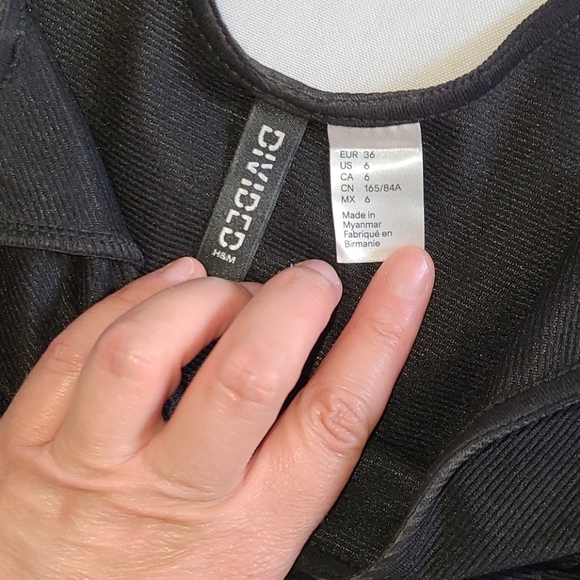 DIVIDED
H&M
EUR 36
US 6
CA 6
CN 165/84A
MX 6
Made in
Myanmar
Fabriqué en
Birmanie